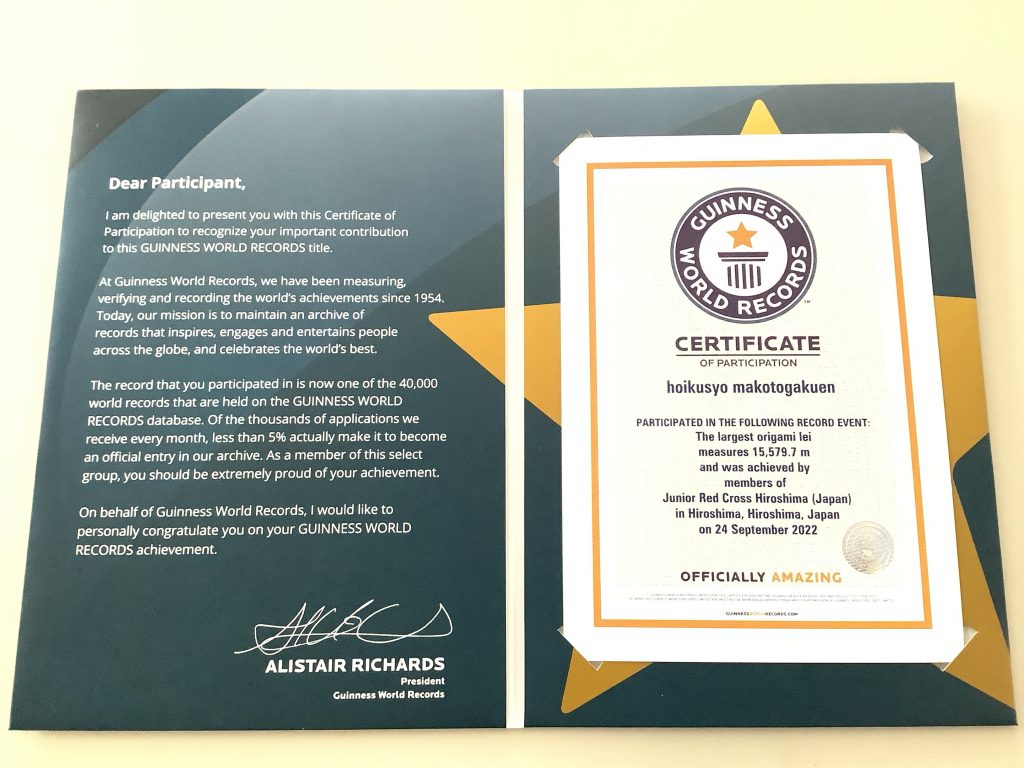 Dear Participant,
I am delighted to present you with this Certificate of
Participation to recognize your important contribution
to this GUINNESS WORLD RECORDS title.
At Guinness World Records, we have been measuring,
verifying and recording the world's achievements since 1954.
Today, our mission is to maintain an archive of
records that inspires, engages and entertains people
across the globe, and celebrates the world's best.
The record that you participated in is now one of the 40,000
world records that are held on the GUINNESS WORLD
RECORDS database. Of the thousands of applications we
receive every month, less than 5% actually make it to become
an official entry in our archive. As a member of this select
group, you should be extremely proud of your achievement.
On behalf of Guinness World Records, I would like to
personally congratulate you on your GUINNESS WORLD
RECORDS achievement.
ALISTAIR RICHARDS
President
Guinness World Records
GUINNESS
WORLD RECORDS
TM
CERTIFICATE
OF PARTICIPATION
hoikusyo makotogakuen
PARTICIPATED IN THE FOLLOWING RECORD EVENT:
The largest origami lei
measures 15,579.7 m
and was achieved by
members of
Junior Red Cross Hiroshima (Japan)
in Hiroshima, Hiroshima, Japan
on 24 September 2022
OFFICIALLY AMAZING
GUINNESSWORLDRECORDS.COM